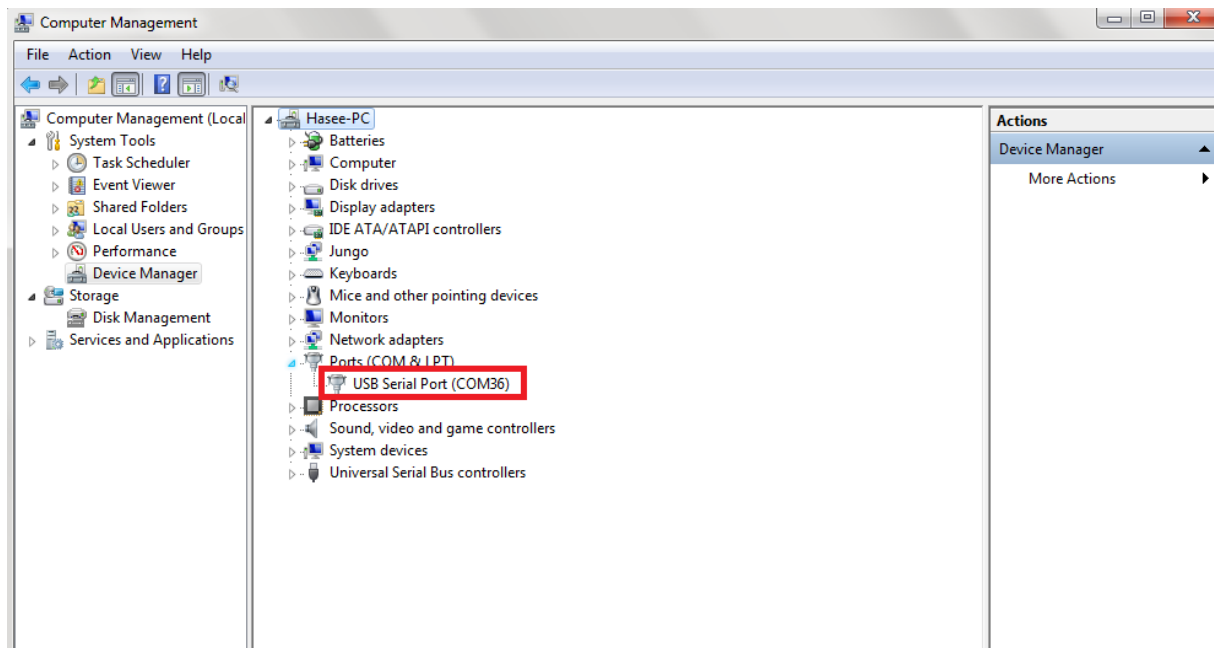 Computer Management
File Action View Help
Computer Management (Local
System Tools
Task Scheduler
Event Viewer
Shared Folders
Local Users and Groups
Performance
Device Manager
Storage
Disk Management
Services and Applications
Hasee-PC
Batteries
Computer
Disk drives
Display adapters
IDE ATA/ATAPI controllers
Jungo
Keyboards
Mice and other pointing devices
Monitors
Network adapters
Ports (COM & LPT)
USB Serial Port (COM36)
Processors
Sound, video and game controllers
System devices
Universal Serial Bus controllers
Actions
Device Manager
More Actions